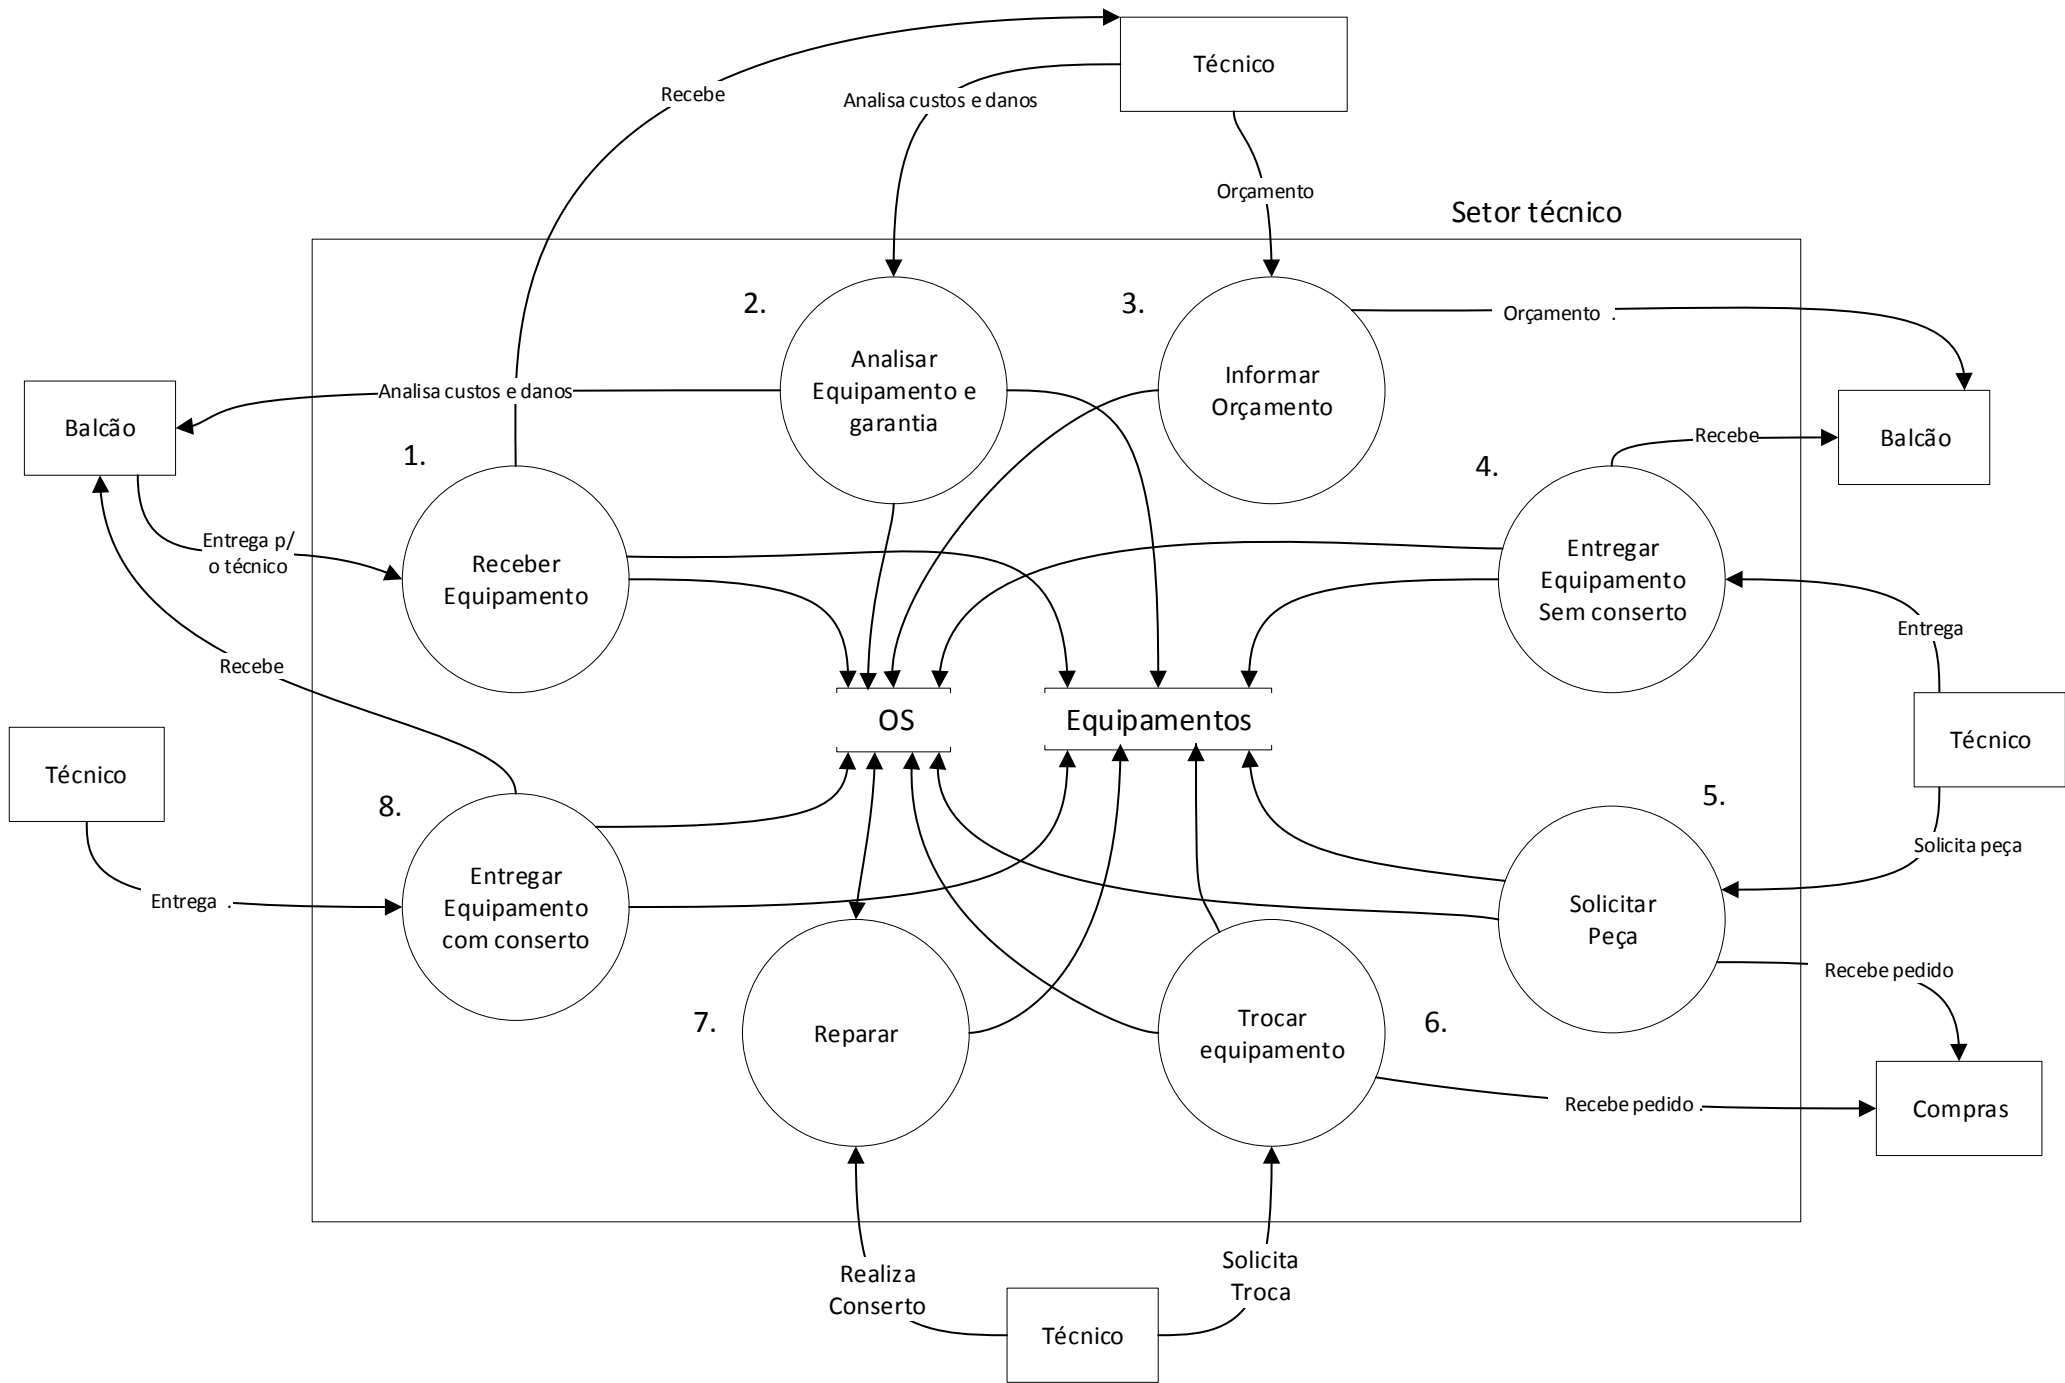 Técnico
Recebe
Analisa custos e danos
Orçamento
Setor técnico
2.
3.
Orçamento .
Analisar
Equipamento e
garantia
Informar
Orçamento
Analisa custos e danos
Balcão
Balcão
Recebe
1.
4.
Entrega p/
o técnico
Receber
Equipamento
Entregar
Equipamento
Sem conserto
Entrega
Recebe
OS
Equipamentos
Técnico
Técnico
8.
5.
Solicita peça
Entregar
Equipamento
com conserto
Entrega .
Solicitar
Peça
Recebe pedido
7.
Reparar
Trocar
equipamento
6.
Recebe pedido .
Compras
Realiza
Conserto
Solicita
Troca
Técnico